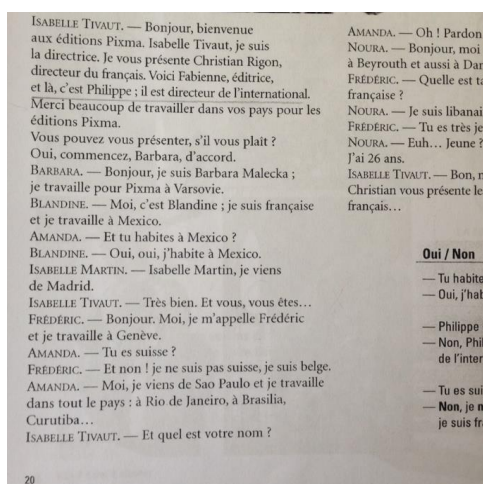 ISABELLE TIVAUT. — Bonjour, bienvenue
aux éditions Pixma. Isabelle Tivaut, je suis
la directrice. Je vous présente Christian Rigon,
directeur du français. Voici Fabienne, éditrice,
et là, c'est Philippe ; il est directeur de l'international.
Merci beaucoup de travailler dans vos pays pour les
éditions Pixma.
Vous pouvez vous présenter, s'il vous plaît ?
Oui, commencez, Barbara, d'accord.
BARBARA. — Bonjour, je suis Barbara Malecka ;
je travaille pour Pixma à Varsovie.
BLANDINE. — Moi, c'est Blandine ; je suis française
et je travaille à Mexico.
AMANDA. — Et tu habites à Mexico ?
BLANDINE. — Oui, oui, j'habite à Mexico.
ISABELLE MARTIN. — Isabelle Martin, je viens
de Madrid.
ISABELLE TIVAUT. — Très bien. Et vous, vous êtes…
FRÉDÉRIC. — Bonjour. Moi, je m'appelle Frédéric
et je travaille à Genève.
AMANDA. — Tu es suisse ?
FRÉDÉRIC. — Et non ! je ne suis pas suisse, je suis belge.
AMANDA. — Moi, je viens de Sao Paulo et je travaille
dans tout le pays : à Rio de Janeiro, à Brasilia,
Curutiba…
ISABELLE TIVAUT. — Et quel est votre nom ?
20
AMANDA. — Oh ! Pardon
NOURA. — Bonjour, moi
à Beyrouth et aussi à Dar
FRÉDÉRIC. — Quelle est ta
française ?
NOURA. — Je suis libanai
FRÉDÉRIC. — Tu es très je
NOURA. — Euh… Jeune ?
J'ai 26 ans.
ISABELLE TIVAUT. — Bon, n
Christian vous présente le
français…
Oui / Non
— Tu habite
— Oui, j'hab
— Philippe
— Non, Phil
de l'inter
— Tu es sui
— Non, je n
je suis fr